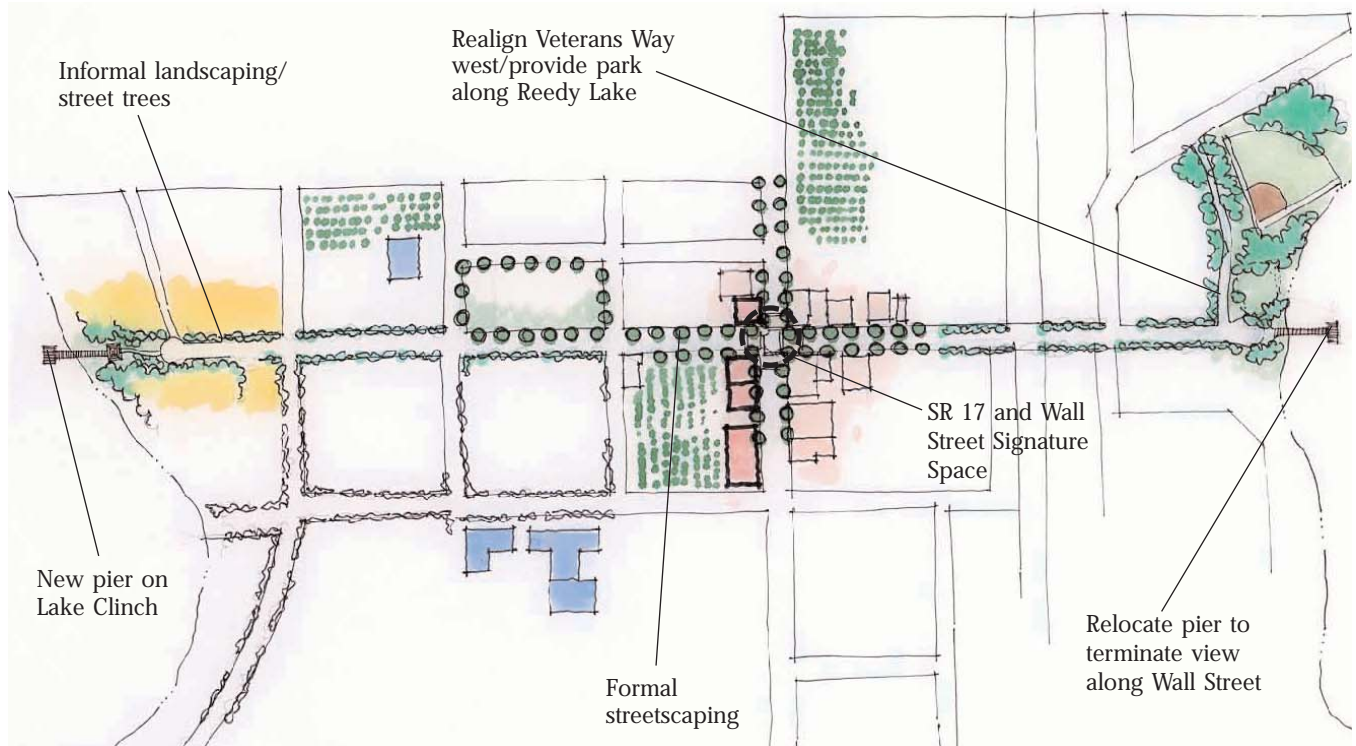 Informal landscaping/
street trees
Realign Veterans Way
west/provide park
along Reedy Lake
New pier on
Lake Clinch
Formal
streetscaping
SR 17 and Wall
Street Signature
Space
Relocate pier to
terminate view
along Wall Street